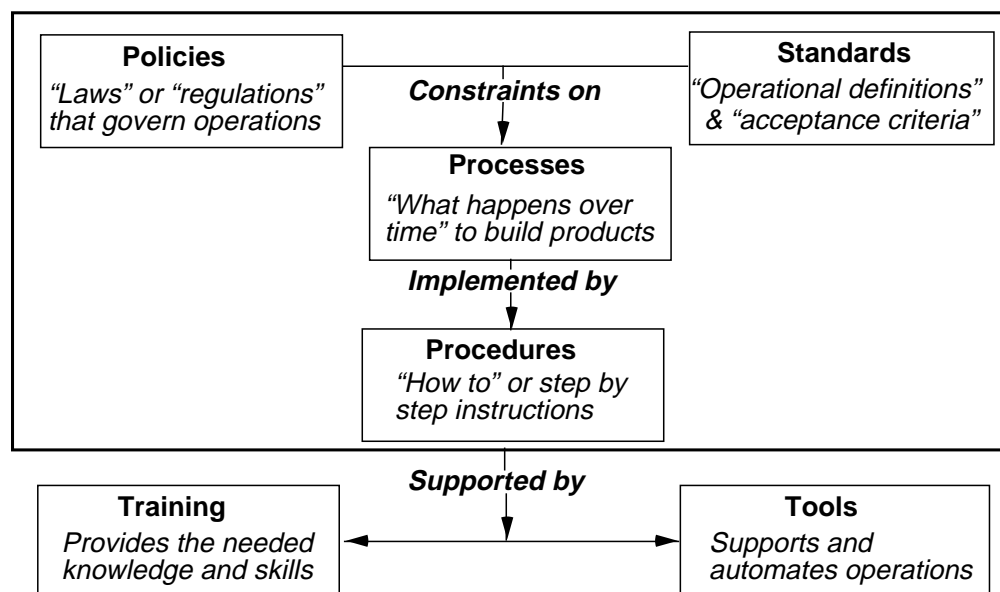 Policies
“Laws” or “regulations”
that govern operations
Standards
“Operational definitions”
& “acceptance criteria”
Constraints on
Processes
“What happens over
time” to build products
Implemented by
Procedures
“How to” or step by
step instructions
Supported by
Training
Provides the needed
knowledge and skills
Tools
Supports and
automates operations